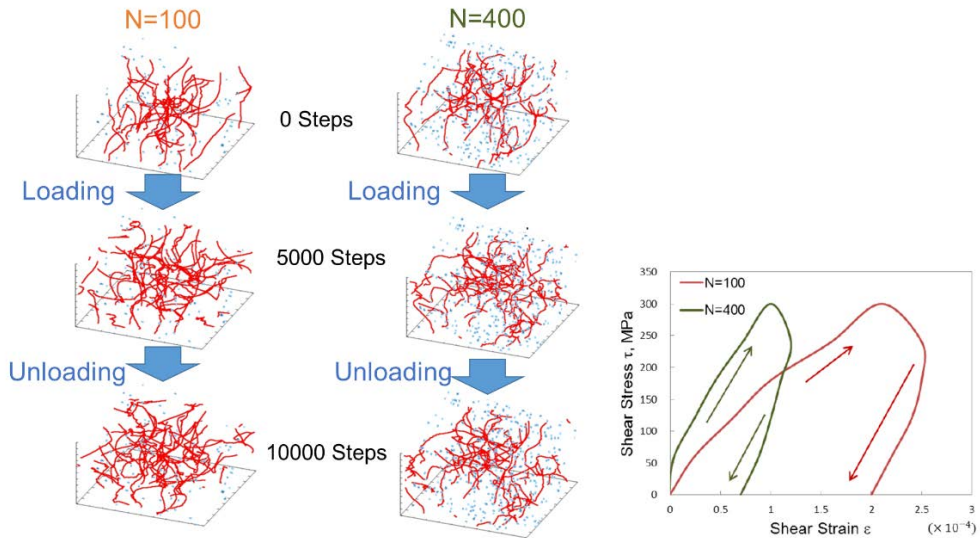 N=100
N=400
0 Steps
Loading
Loading
5000 Steps
Unloading
Unloading
10000 Steps
350
300
250
200
150
100
50
0
Shear Stress τ, MPa
N=100
N=400
0
0.5
1
1.5
2
2.5
3
Shear Strain ε
(×10⁻⁴)